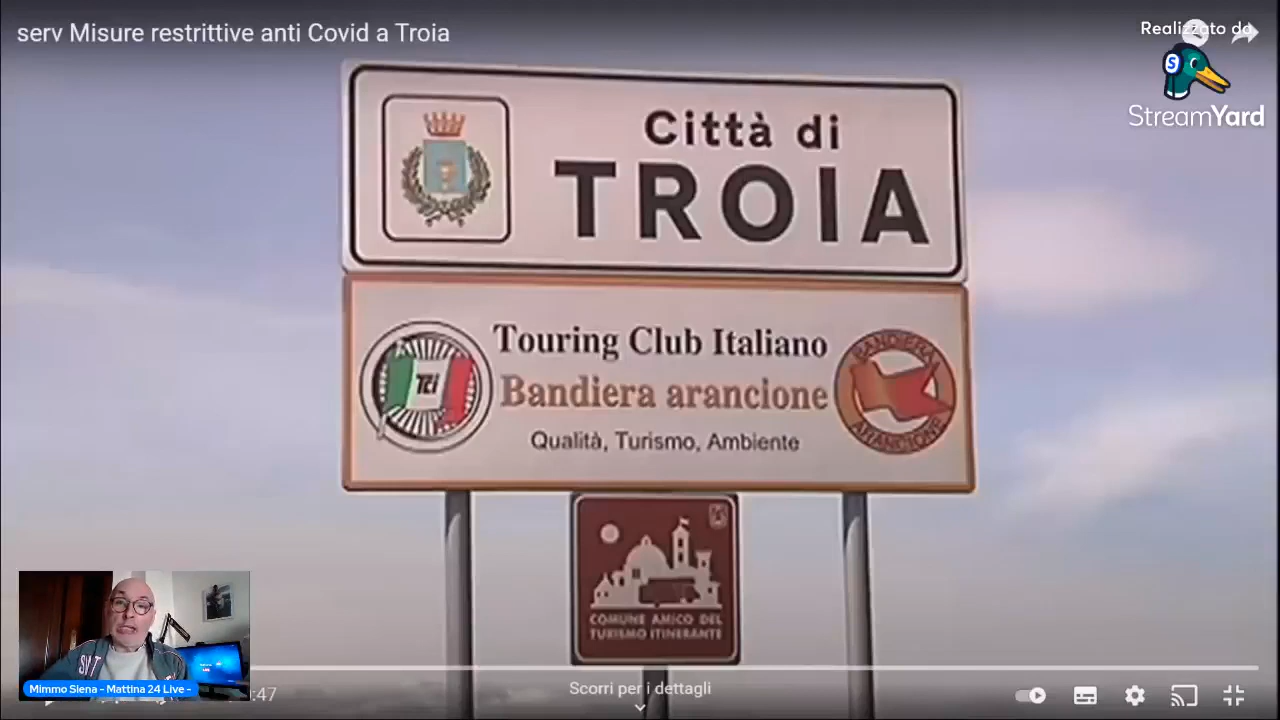 serv Misure restrittive anti Covid a Troia
Realizzato da
StreamYard
Città di
TROIA
Touring Club Italiano
Bandiera arancione
Qualità, Turismo, Ambiente
Tci
BANDIERA
ARANCIONE
COMUNE AMICO DEL
TURISMO ITINERANTE
Mimmo Siena - Mattina 24 Live -
:47
Scorri per i dettagli